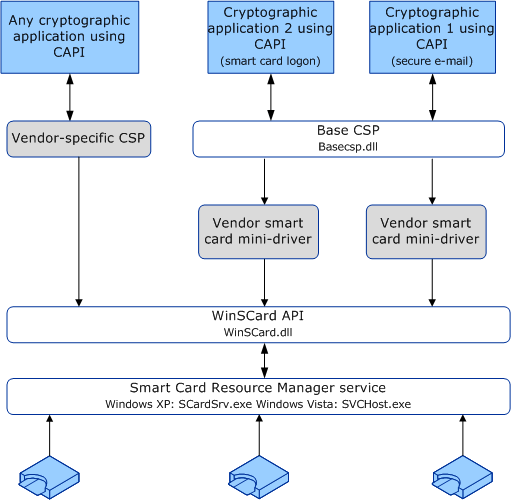 Any cryptographic
application using
CAPI
Cryptographic
application 2 using
CAPI
(smart card logon)
Cryptographic
application 1 using
CAPI
(secure e-mail)
Vendor-specific CSP
Base CSP
Basecsp.dll
Vendor smart
card mini-driver
Vendor smart
card mini-driver
WinSCard API
WinSCard.dll
Smart Card Resource Manager service
Windows XP: SCardSrv.exe Windows Vista: SVCHost.exe